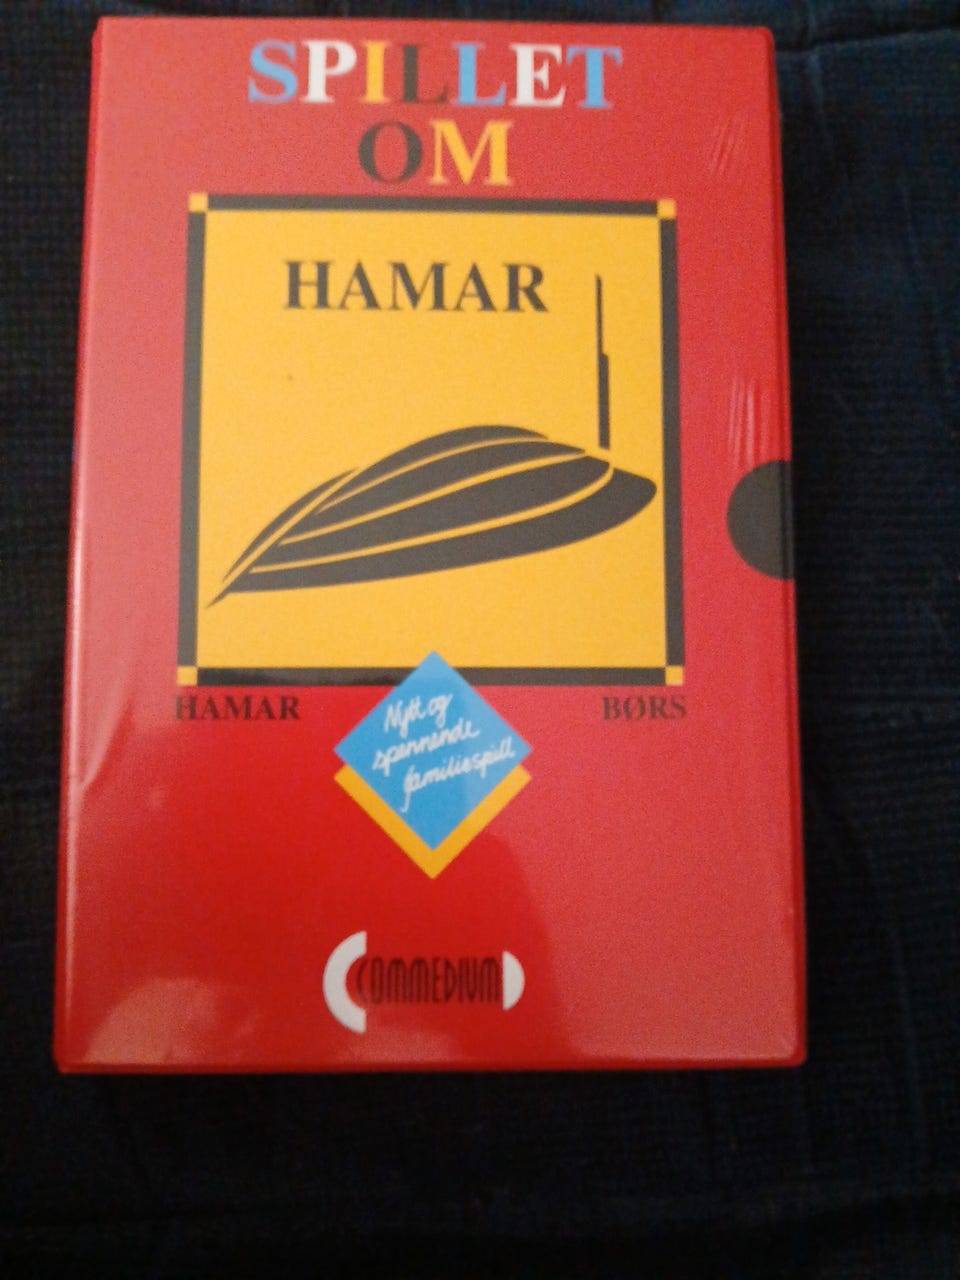 SPILLET
OM
HAMAR
HAMAR BØRS
Nytt og
spennende
familiespill
COMMEDIUM